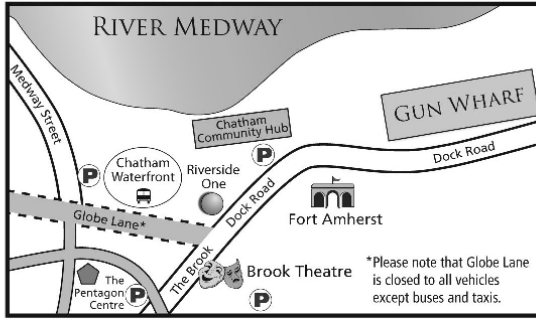 RIVER MEDWAY
Medway Street
Chatham
Community Hub
GUN WHARF
P
Dock Road
P
Chatham
Waterfront
Riverside
One
Dock Road
Fort Amherst
Globe Lane*
The Brook
Brook Theatre
The
Pentagon
Centre
P
P
*Please note that Globe Lane
is closed to all vehicles
except buses and taxis.